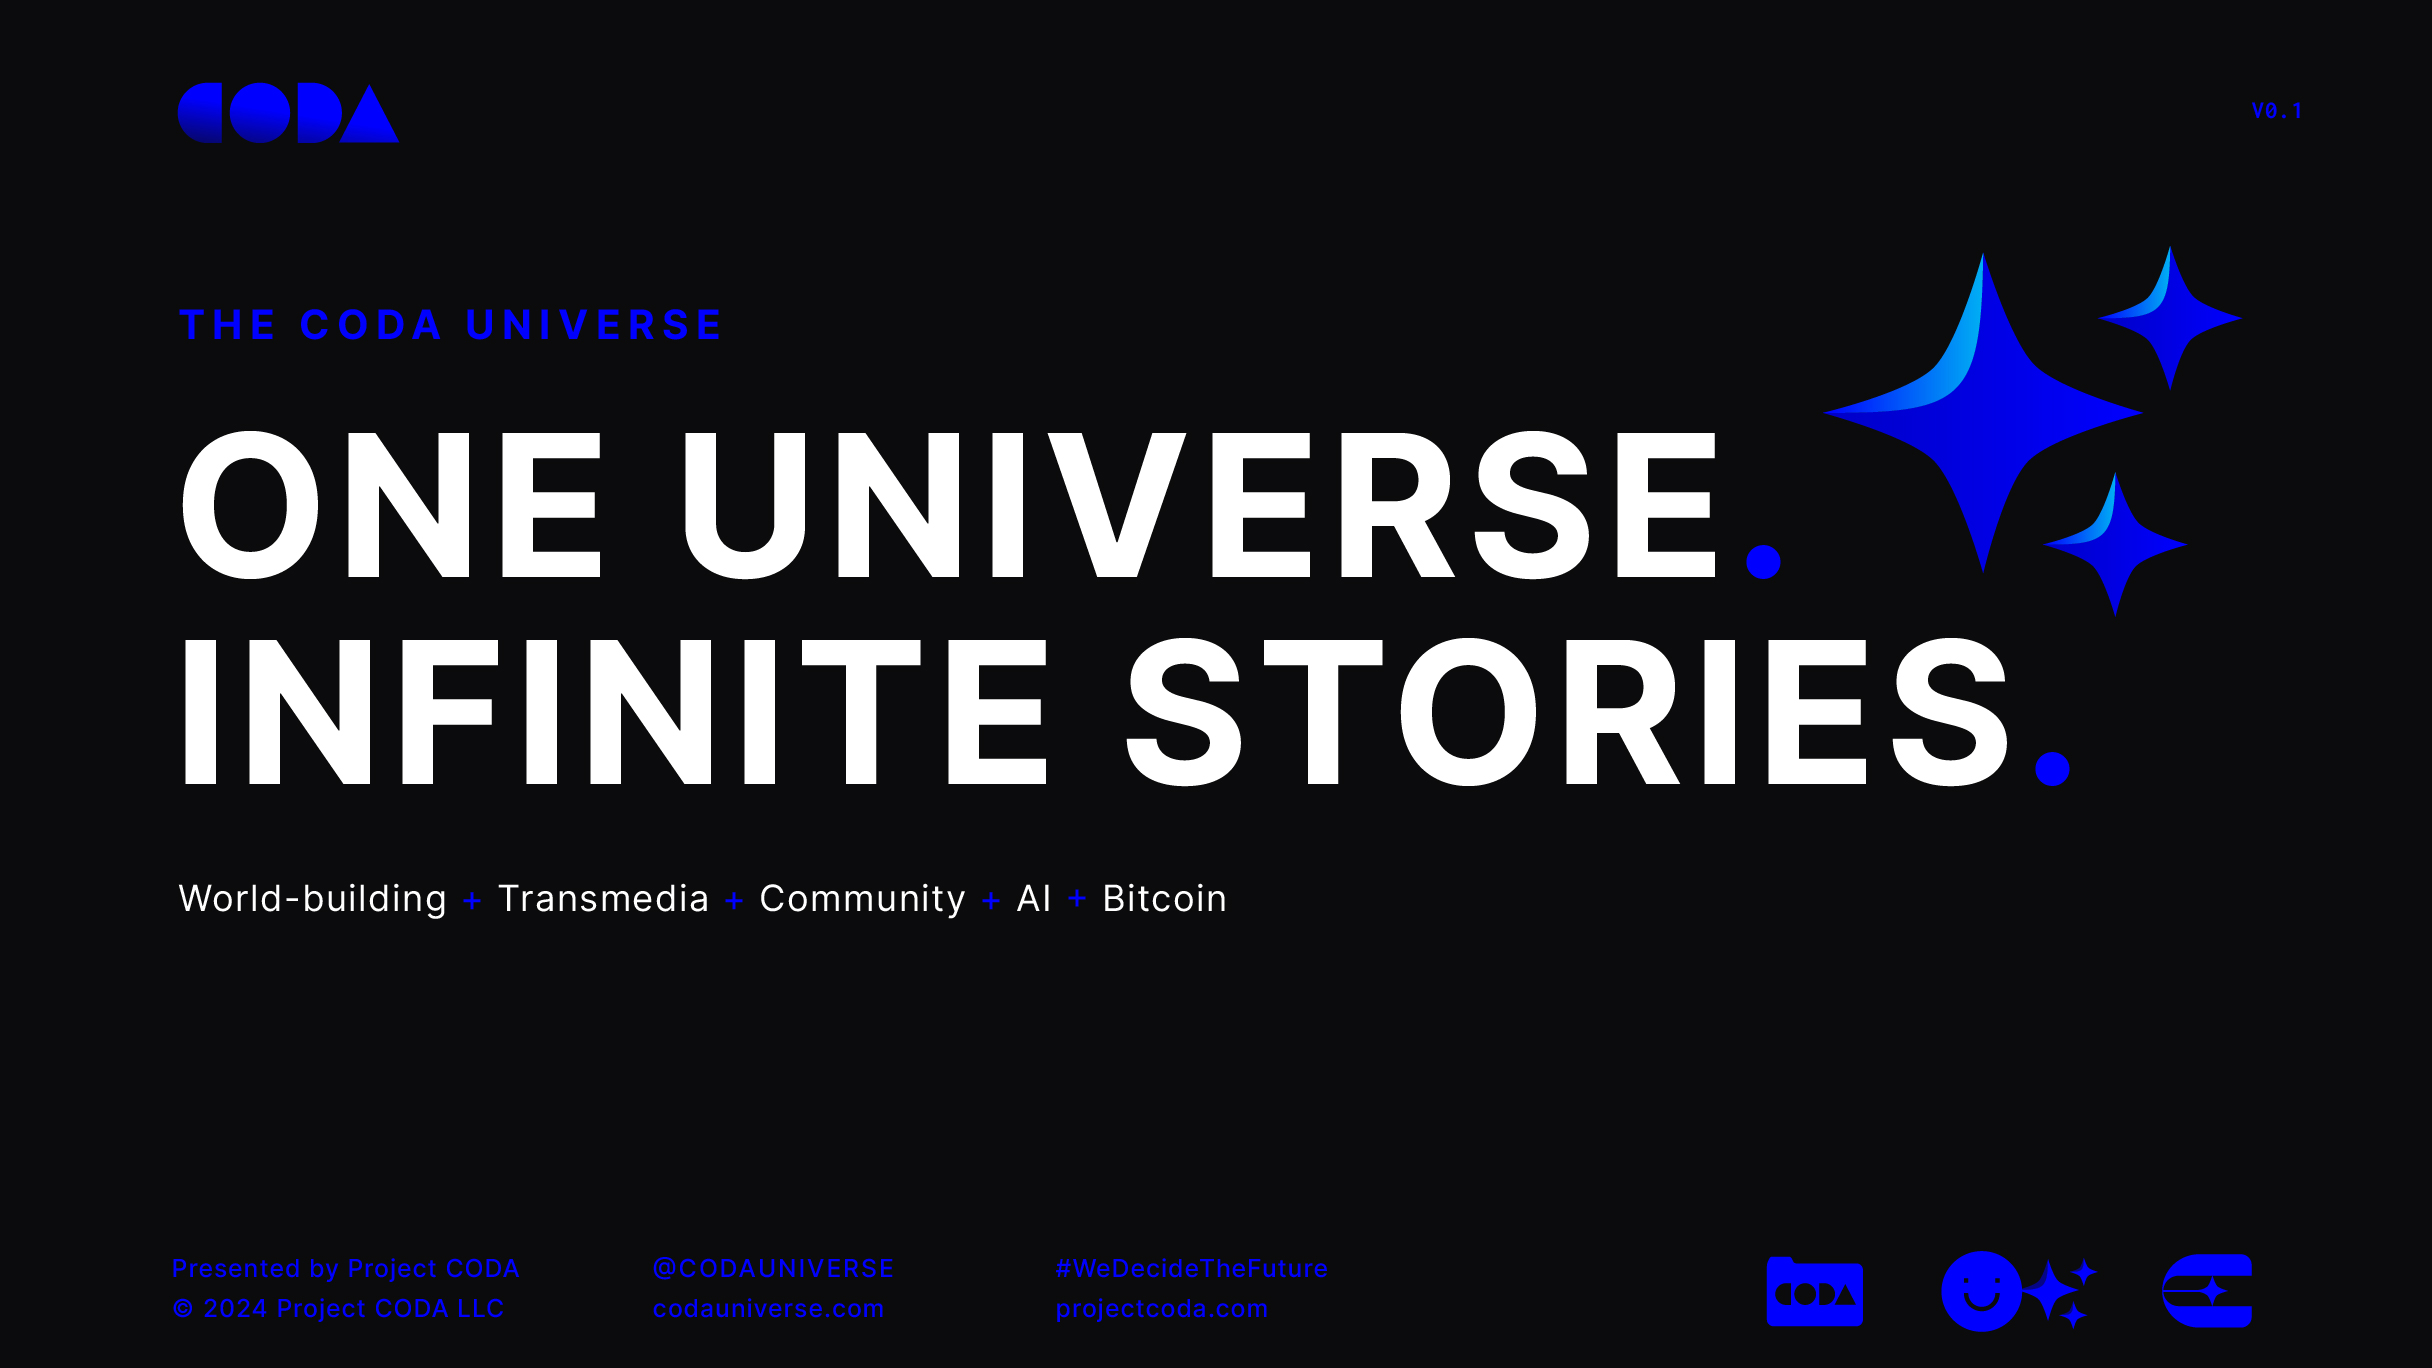 CODA
V0.1
THE CODA UNIVERSE
ONE UNIVERSE.
INFINITE STORIES.
World-building + Transmedia + Community + AI + Bitcoin
Presented by Project CODA
© 2024 Project CODA LLC
@CODAUNIVERSE
codauniverse.com
#WeDecideTheFuture
projectcoda.com
CODA